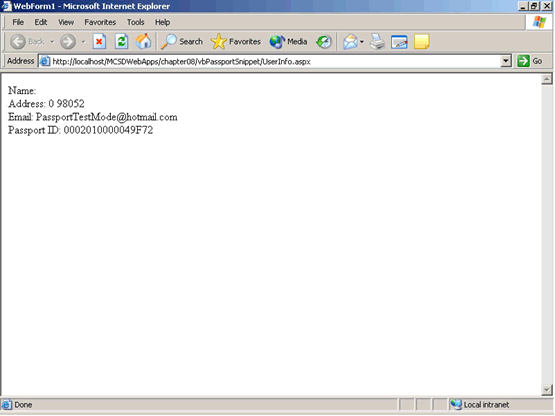 WebForm1 - Microsoft Internet Explorer
File Edit View Favorites Tools Help
Back Search Favorites Media
Address http://localhost/MCSDWebApps/chapter08/vbPassportSnippet/UserInfo.aspx Go
Name:
Address: 0 98052
Email: PassportTestMode@hotmail.com
Passport ID: 0002010000049F72
Done Local intranet